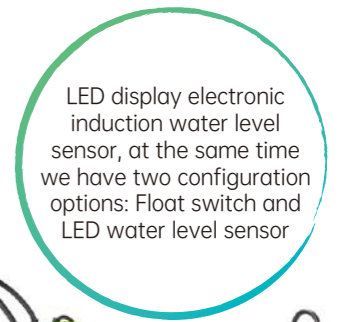 LED display electronic
induction water level
sensor, at the same time
we have two configuration
options: Float switch and
LED water level sensor